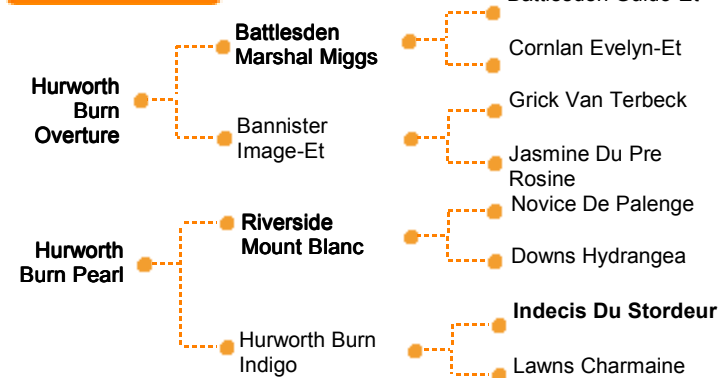 Battlesden
Marshal Miggs
Cornlan Evelyn-Et
Hurworth
Burn
Overture
Grick Van Terbeck
Bannister
Image-Et
Jasmine Du Pre
Rosine
Novice De Palenge
Riverside
Mount Blanc
Hurworth
Burn Pearl
Downs Hydrangea
Indecis Du Stordeur
Hurworth Burn
Indigo
Lawns Charmaine